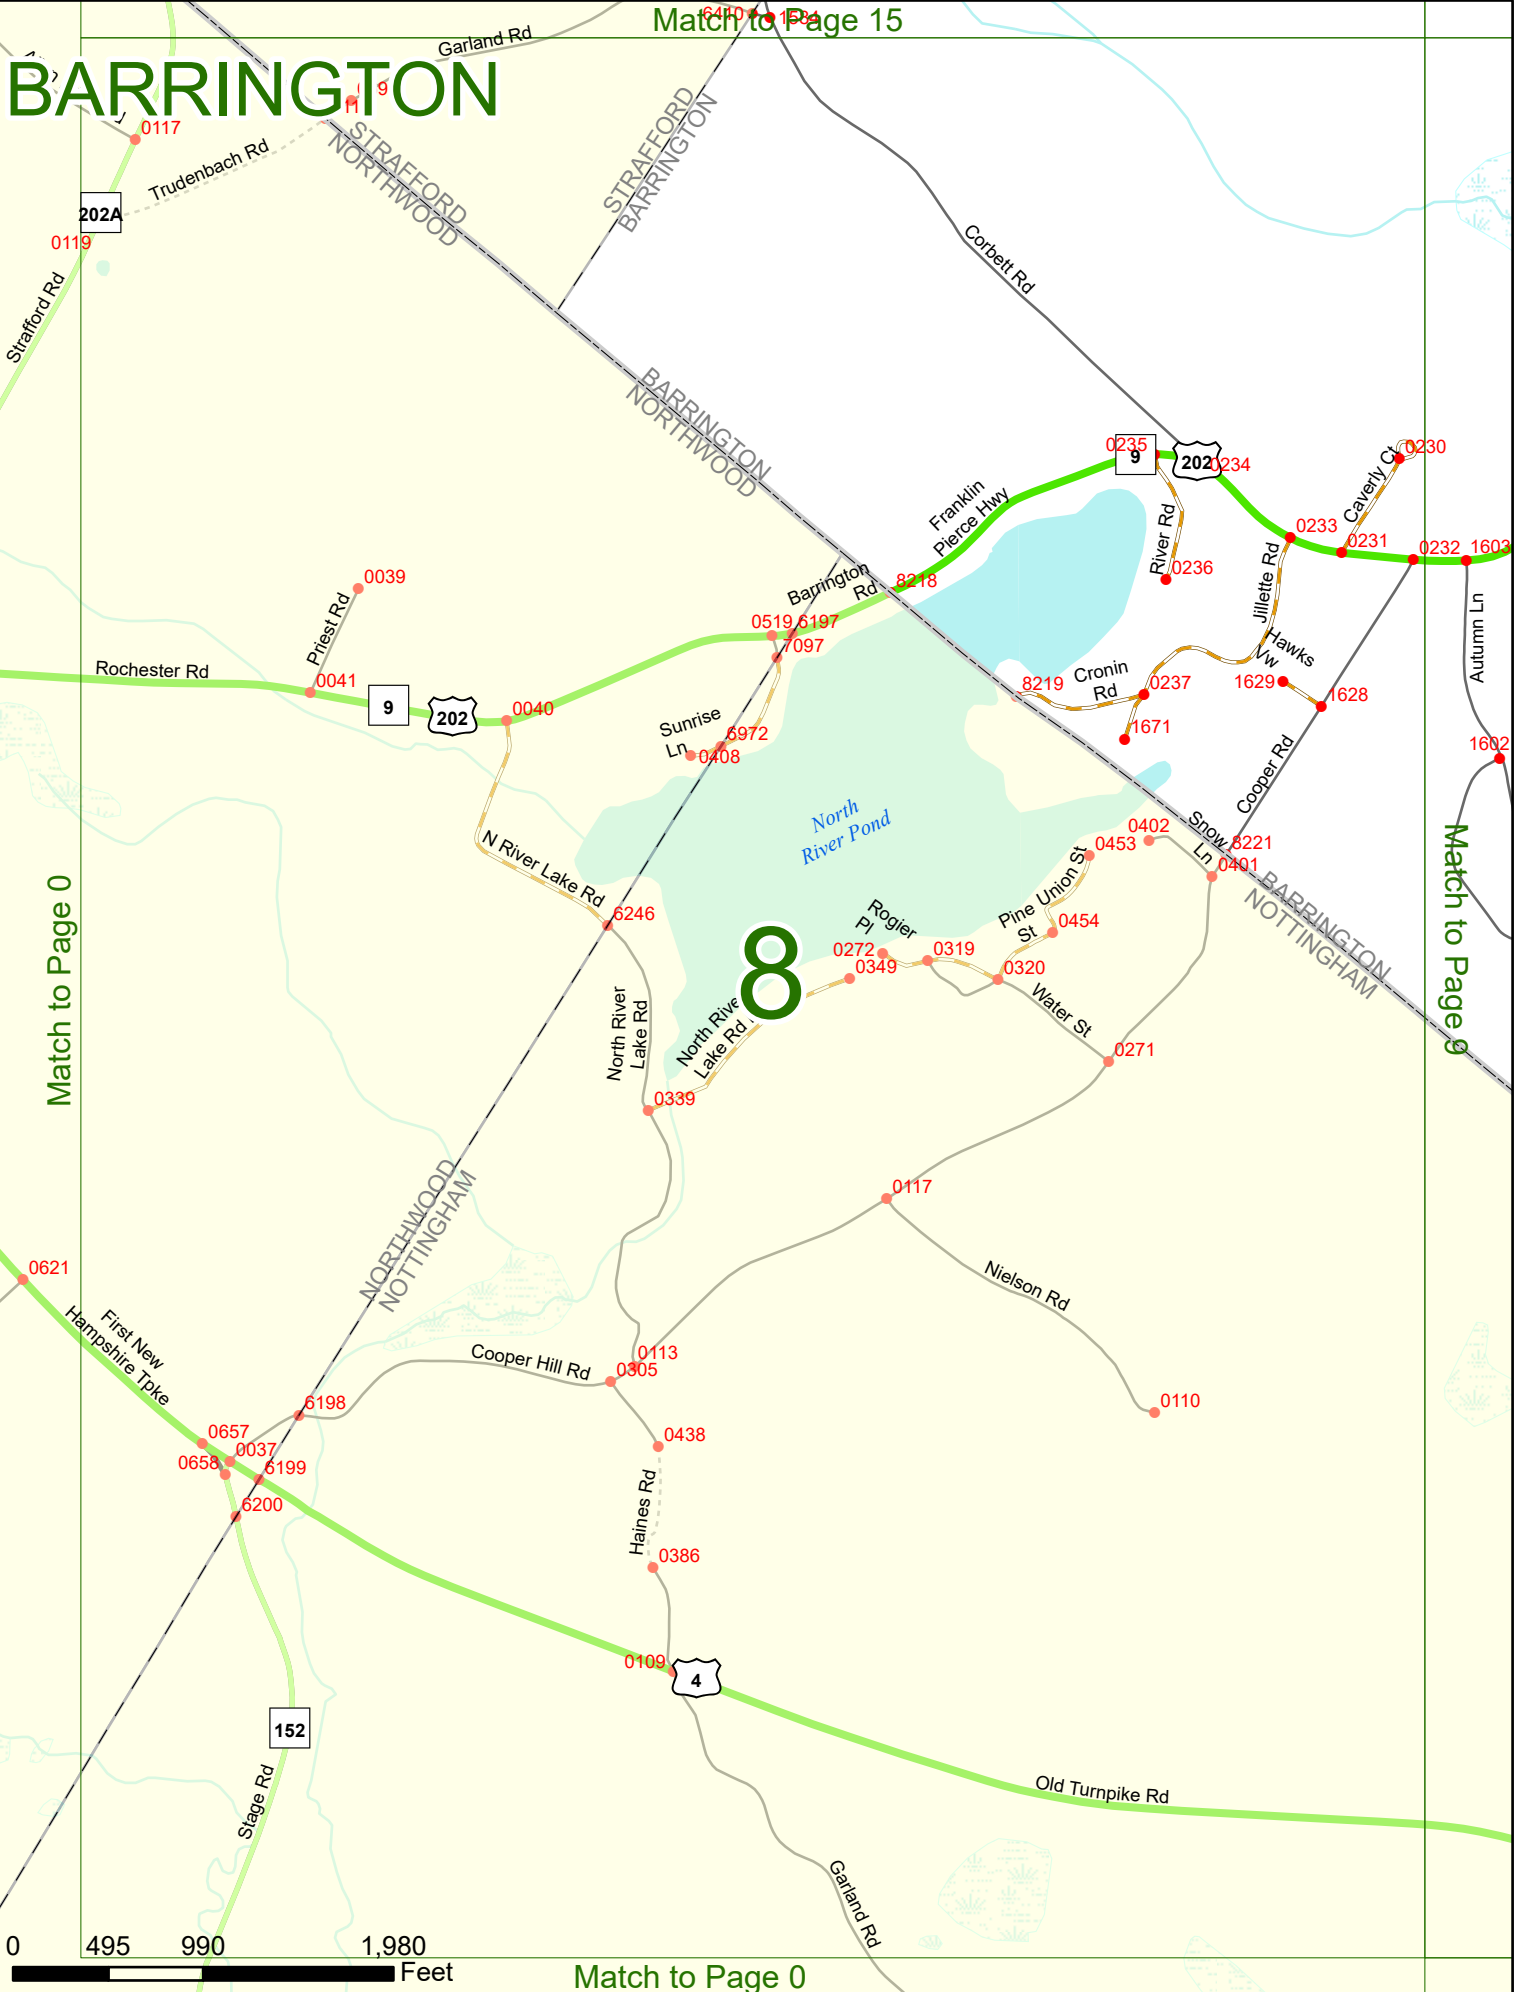 Match to Page 15
6410
1584
Garland Rd
BARRINGTON
0117
Trudenbach Rd
STRAFFORD
NORTHWOOD
STRAFFORD
BARRINGTON
202A
0119
Strafford Rd
Corbett Rd
BARRINGTON
NORTHWOOD
0235
9
202
0234
0230
Caverly Ct
Franklin
Pierce Hwy
River Rd
0233
0231
0232
1603
0236
Jillette Rd
Barrington
Rd
8218
0039
Priest Rd
0519
6197
7097
Autumn Ln
Rochester Rd
0041
9
202
0040
Hawks
Vw
1629
1628
Cronin
Rd
8219
0237
1671
Sunrise
Ln
6972
0408
1602
Cooper Rd
North
River Pond
N River Lake Rd
Snow
Ln
8221
0402
0401
0453
Pine Union St
St
0454
Match to Page 9
Match to Page 0
6246
Rogier
Pl
0272
0319
0349
0320
BARRINGTON
NOTTINGHAM
8
Water St
North River
Lake Rd
Lake Rd
0271
0339
0117
NORTHWOOD
NOTTINGHAM
0621
First New
Hampshire Tpke
Nielson Rd
Cooper Hill Rd
0113
0305
0110
6198
0657
0037
0658
6199
0438
6200
Haines Rd
0386
0109
4
152
Stage Rd
Old Turnpike Rd
Garland Rd
0 495 990 1,980
Feet
Match to Page 0